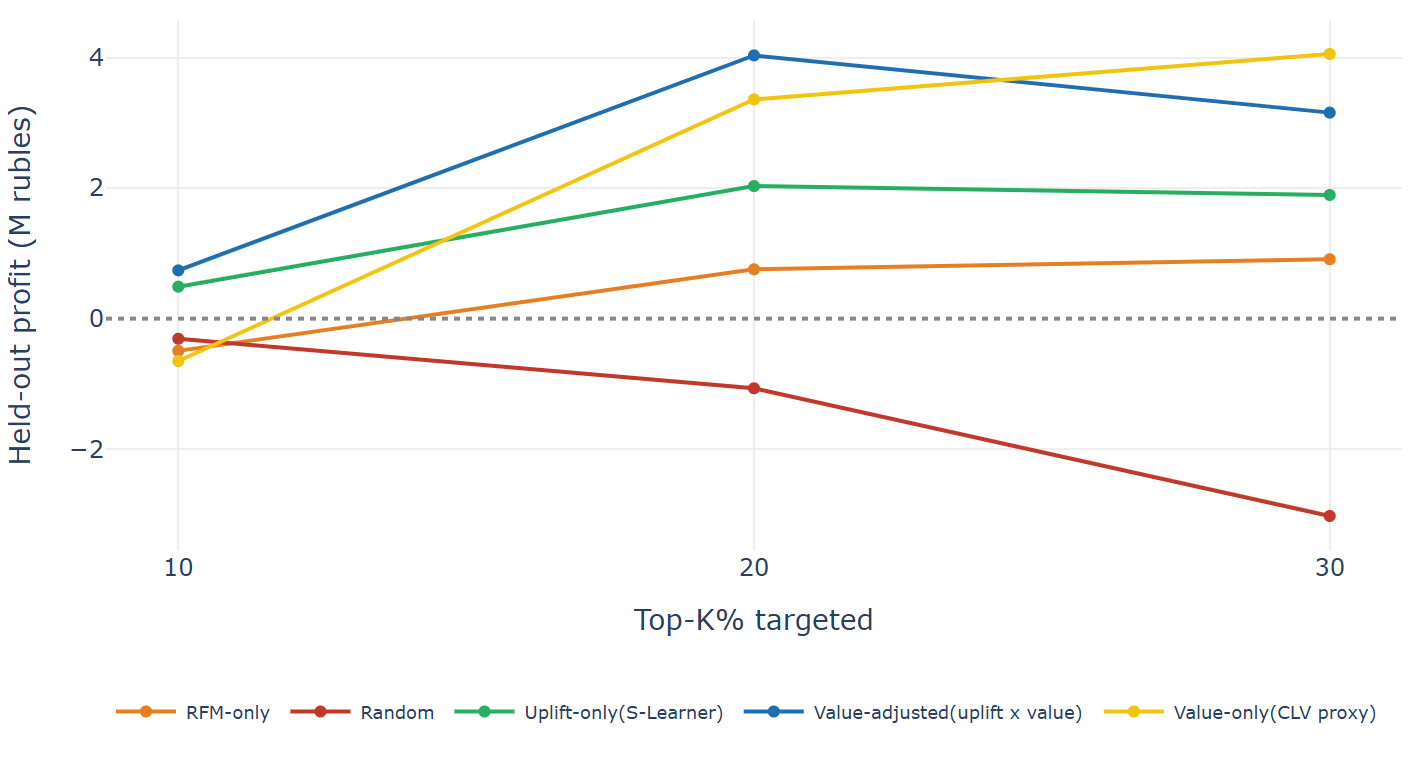 Held-out profit (M rubles)
4
2
0
−2
10 20 30
Top-K% targeted
RFM-only Random Uplift-only(S-Learner) Value-adjusted(uplift x value) Value-only(CLV proxy)